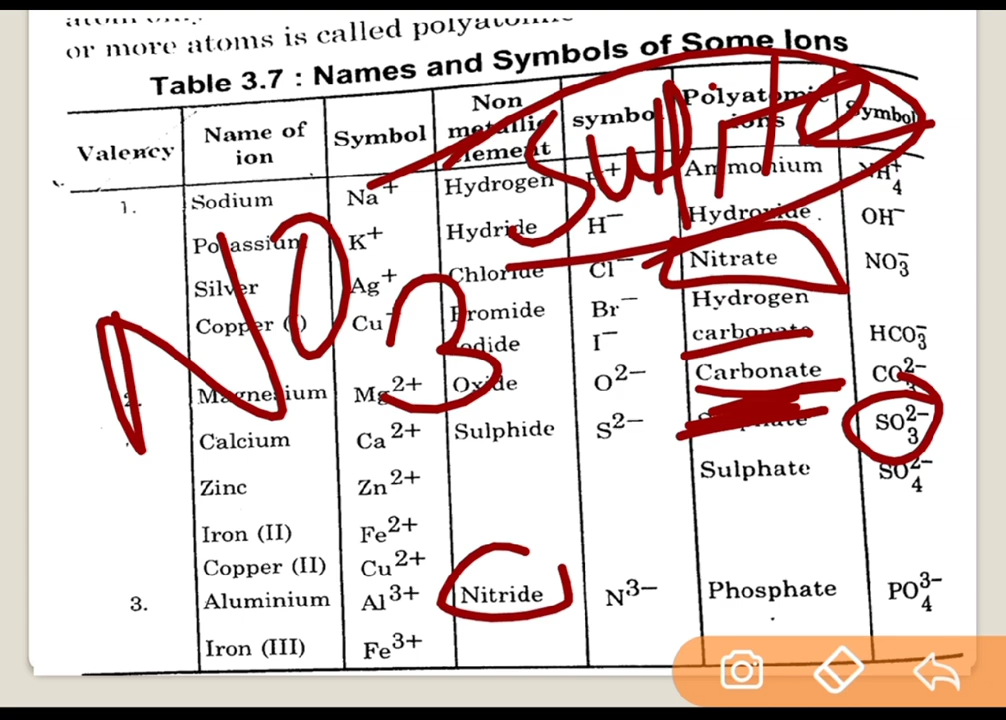 or more atoms is called
Table 3.7 : Names and Symbols of Some Ions
Valency Name of ion Symbol Non metallic element symbol Polyatomic ions Symbol
1. Sodium Na+ Hydrogen H+ Ammonium NH4+
Potassium K+ Hydride H− Hydroxide. OH−
Silver Ag+ Chloride Cl− Nitrate NO3−
Copper (I) Cu+ Bromide Br− Hydrogen carbonate HCO3−
Iodide I−
2. Magnesium Mg2+ Oxide O2− Carbonate CO32−
Calcium Ca2+ Sulphide S2− SO32−
Zinc Zn2+ Sulphate SO42−
Iron (II) Fe2+
Copper (II) Cu2+
3. Aluminium Al3+ Nitride N3− Phosphate PO43−
Iron (III) Fe3+
NO3